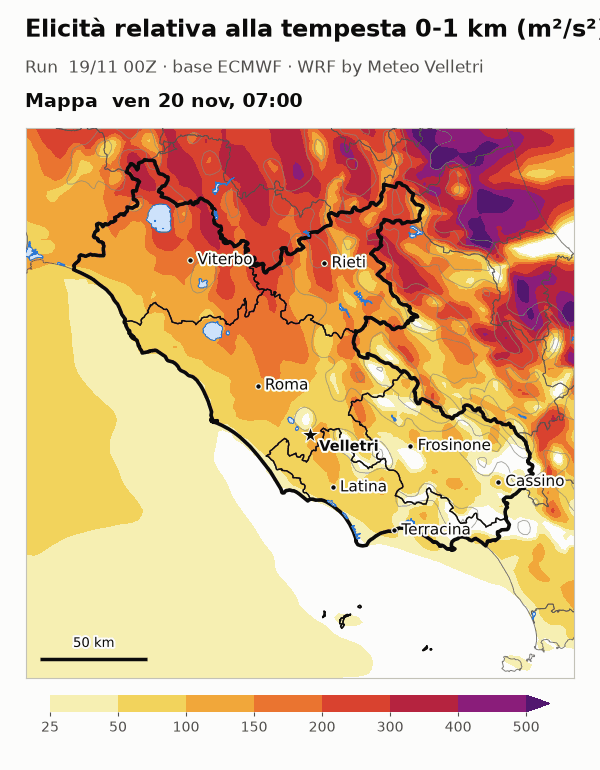 Elicità relativa alla tempesta 0-1 km (m²/s²)
Run 19/11 00Z · base ECMWF · WRF by Meteo Velletri
Mappa ven 20 nov, 07:00
Viterbo
Rieti
Roma
Velletri
Frosinone
Latina
Cassino
Terracina
50 km
25 50 100 150 200 300 400 500